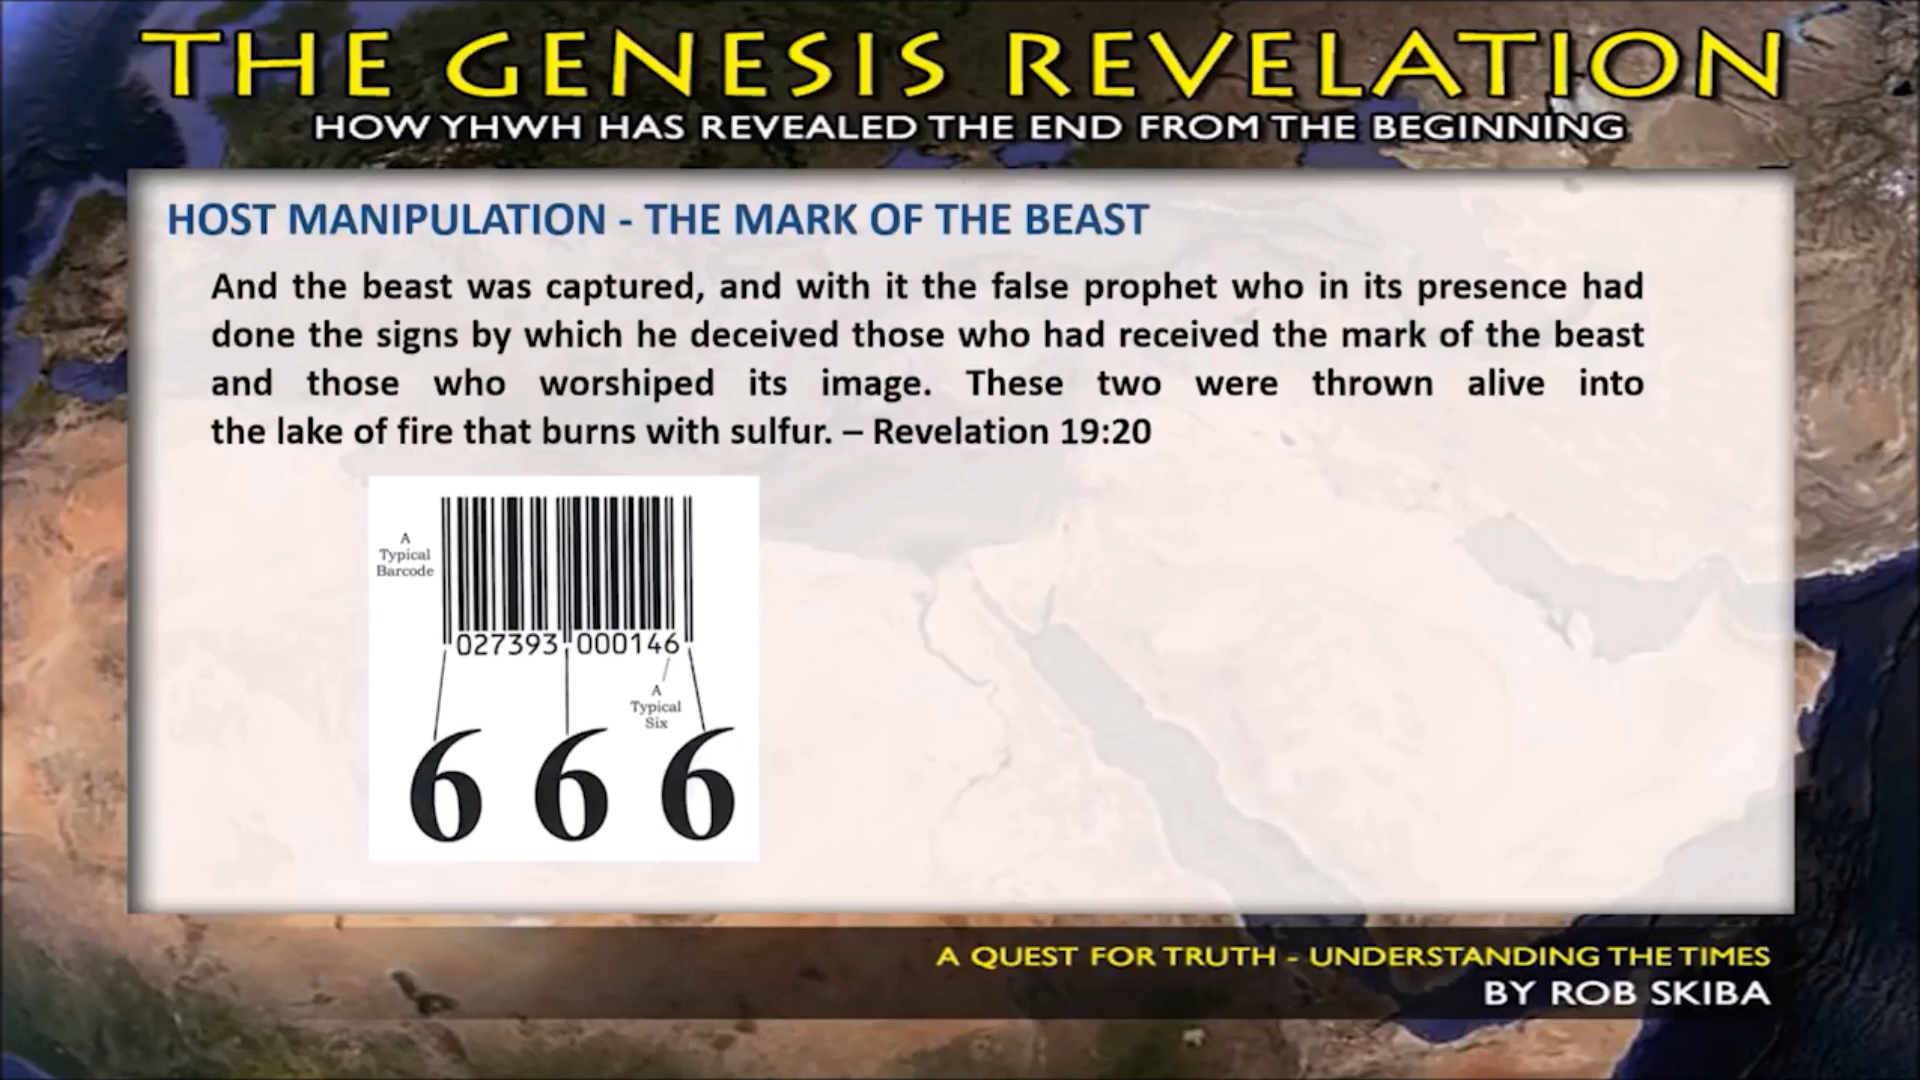 THE GENESIS REVELATION
HOW YHWH HAS REVEALED THE END FROM THE BEGINNING
HOST MANIPULATION - THE MARK OF THE BEAST
And the beast was captured, and with it the false prophet who in its presence had
done the signs by which he deceived those who had received the mark of the beast
and those who worshiped its image. These two were thrown alive into
the lake of fire that burns with sulfur. – Revelation 19:20
A
Typical
Barcode
027393 000146
A
Typical
Six
6 6 6
A QUEST FOR TRUTH - UNDERSTANDING THE TIMES
BY ROB SKIBA